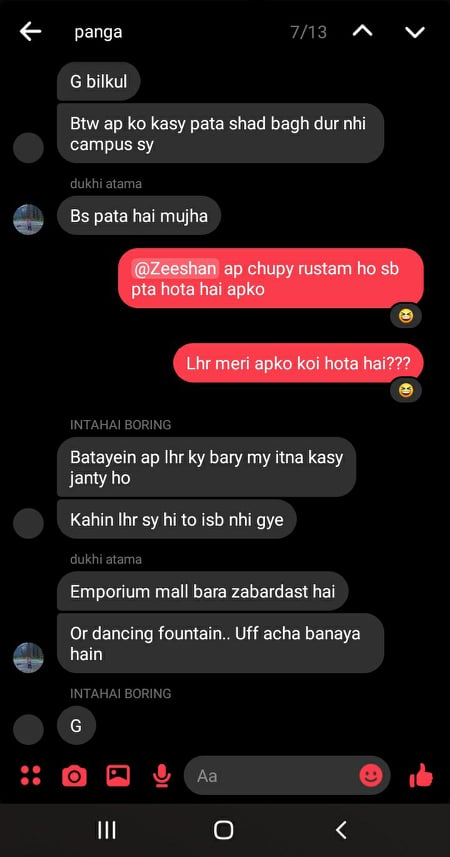 panga
7/13
G bilkul
Btw ap ko kasy pata shad bagh dur nhi
campus sy
dukhi atama
Bs pata hai mujha
@Zeeshan ap chupy rustam ho sb
pta hota hai apko
Lhr meri apko koi hota hai???
INTAHAI BORING
Batayein ap lhr ky bary my itna kasy
janty ho
Kahin lhr sy hi to isb nhi gye
dukhi atama
Emporium mall bara zabardast hai
Or dancing fountain.. Uff acha banaya
hain
INTAHAI BORING
G
Aa